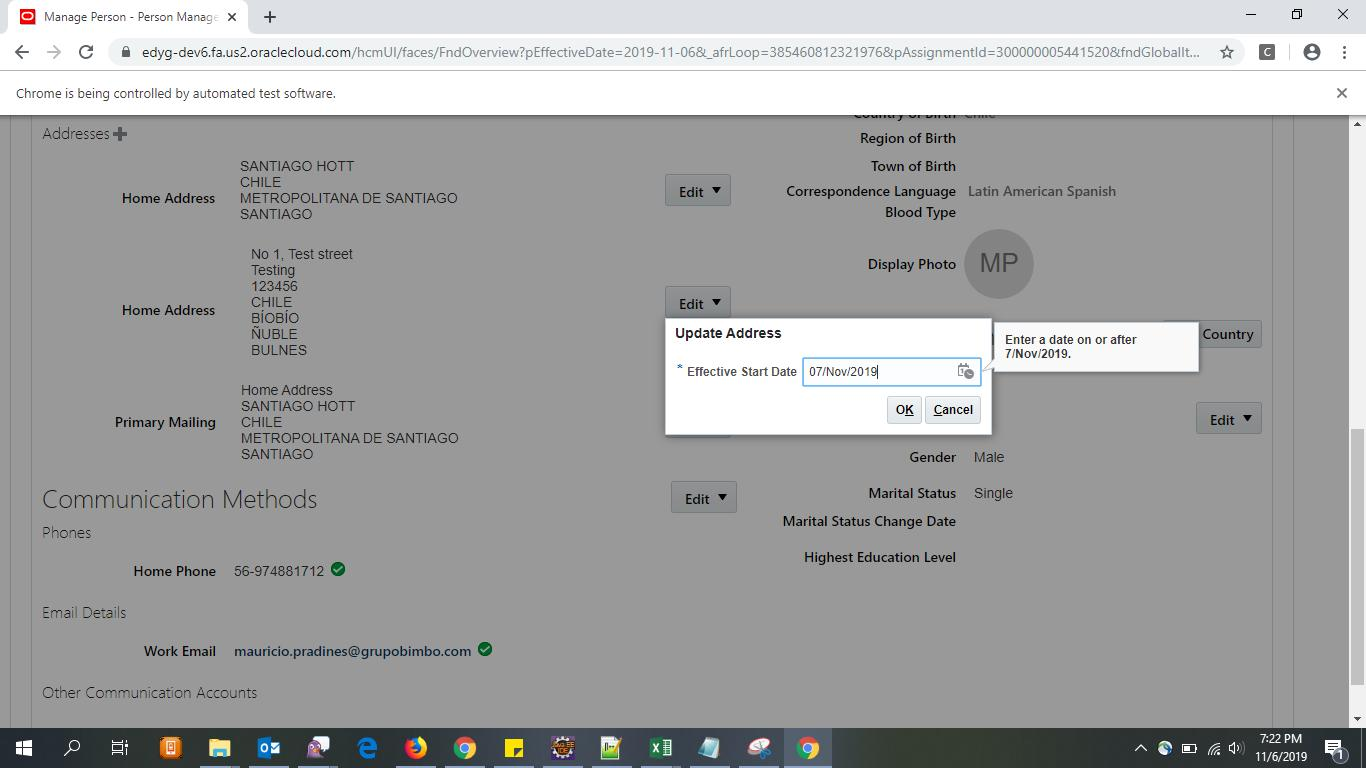 Manage Person - Person Manage
edyg-dev6.fa.us2.oraclecloud.com/hcmUI/faces/FndOverview?pEffectiveDate=2019-11-06&_afrLoop=385460812321976&pAssignmentId=300000005441520&fndGlobalIt...
C
Chrome is being controlled by automated test software.
Addresses
Home Address
SANTIAGO HOTT
CHILE
METROPOLITANA DE SANTIAGO
SANTIAGO
Edit
Home Address
No 1, Test street
Testing
123456
CHILE
BÍOBÍO
ÑUBLE
BULNES
Edit
Primary Mailing
Home Address
SANTIAGO HOTT
CHILE
METROPOLITANA DE SANTIAGO
SANTIAGO
Communication Methods
Edit
Phones
Home Phone 56-974881712
Email Details
Work Email mauricio.pradines@grupobimbo.com
Other Communication Accounts
Country of Birth Chile
Region of Birth
Town of Birth
Correspondence Language Latin American Spanish
Blood Type
Display Photo MP
Country
Update Address
* Effective Start Date 07/Nov/2019
OK Cancel
Enter a date on or after
7/Nov/2019.
Edit
Gender Male
Marital Status Single
Marital Status Change Date
Highest Education Level
7:22 PM
11/6/2019
1